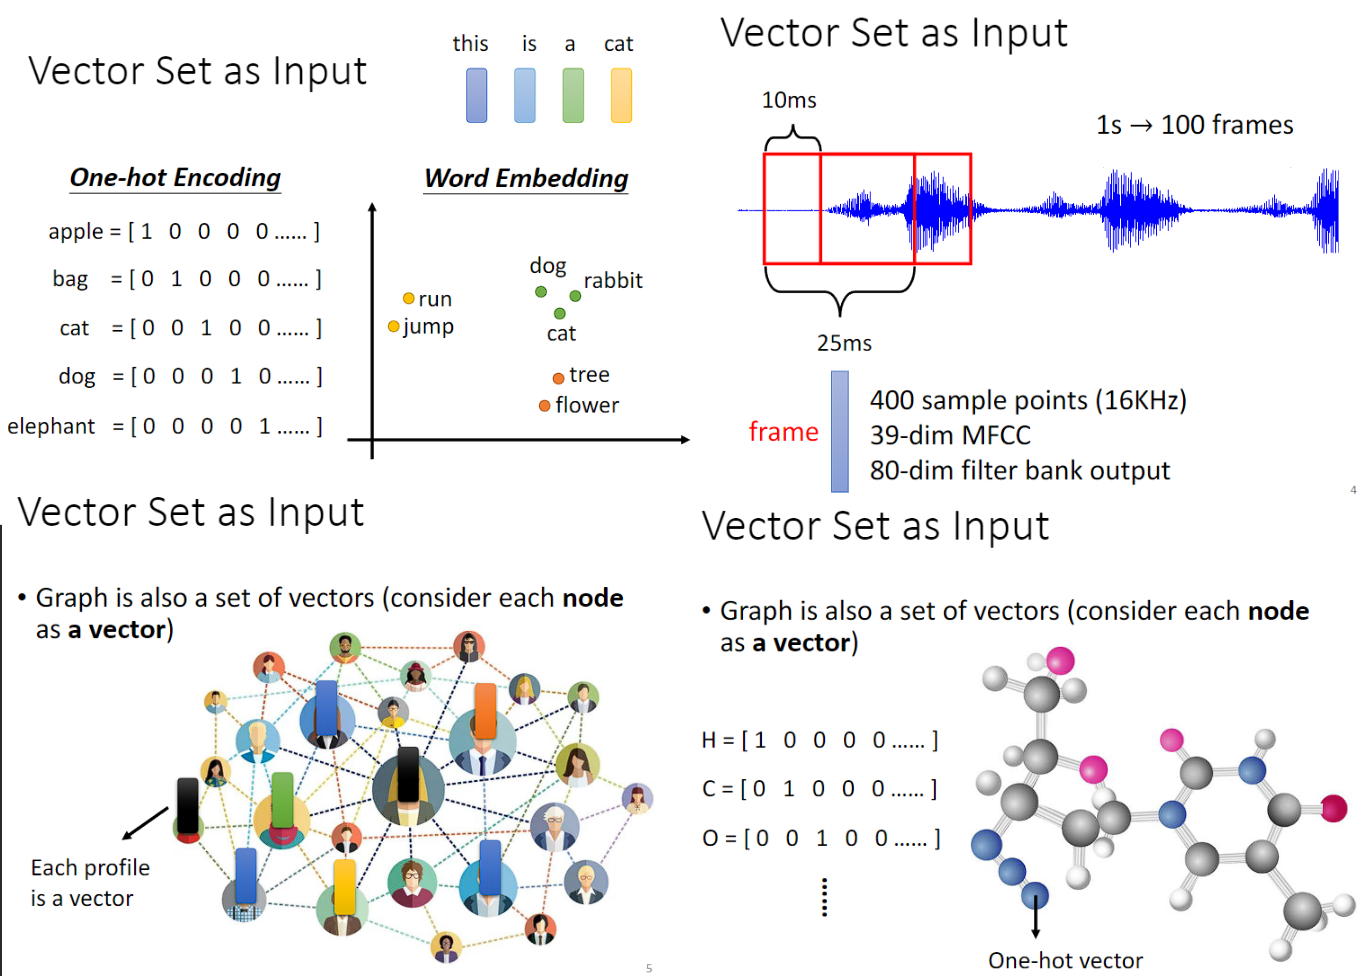 Vector Set as Input
this is a cat
One-hot Encoding
apple = [ 1 0 0 0 0 …… ]
bag = [ 0 1 0 0 0 …… ]
cat = [ 0 0 1 0 0 …… ]
dog = [ 0 0 0 1 0 …… ]
elephant = [ 0 0 0 0 1 …… ]
Word Embedding
dog
rabbit
run
jump
cat
tree
flower
Vector Set as Input
10ms
1s → 100 frames
25ms
frame
400 sample points (16KHz)
39-dim MFCC
80-dim filter bank output
4
Vector Set as Input
• Graph is also a set of vectors (consider each node
as a vector)
Each profile
is a vector
5
Vector Set as Input
• Graph is also a set of vectors (consider each node
as a vector)
H = [ 1 0 0 0 0 …… ]
C = [ 0 1 0 0 0 …… ]
O = [ 0 0 1 0 0 …… ]
……
One-hot vector